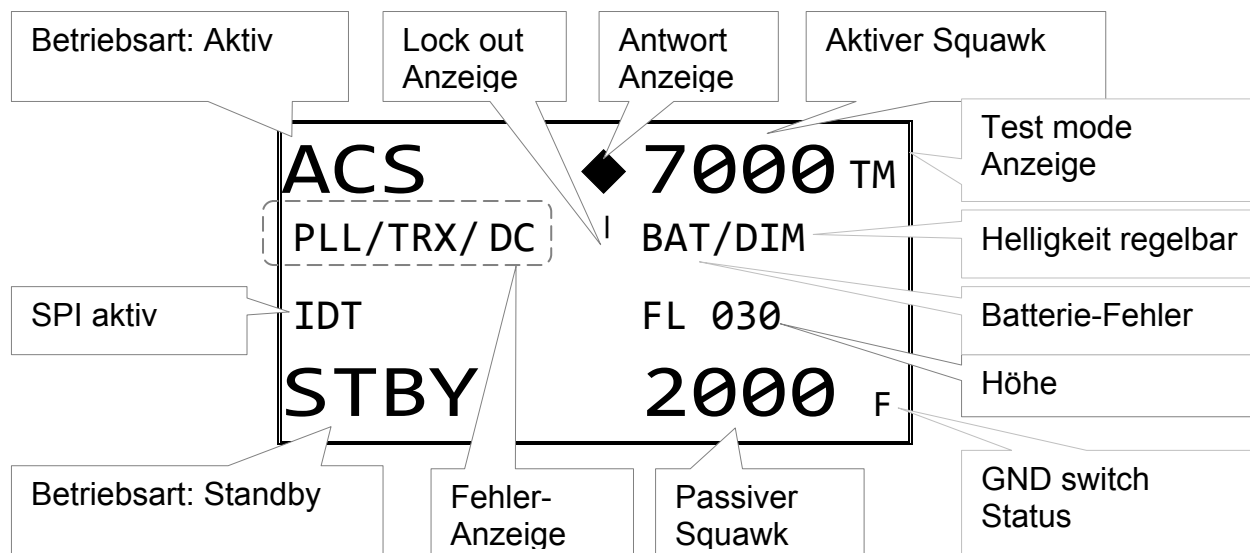 Betriebsart: Aktiv
Lock out
Anzeige
Antwort
Anzeige
Aktiver Squawk
Test mode
Anzeige
ACS ◆ 7000 TM
PLL/TRX/ DC ' BAT/DIM
Helligkeit regelbar
SPI aktiv
IDT FL 030
Batterie-Fehler
Höhe
STBY 2000 F
Betriebsart: Standby
Fehler-
Anzeige
Passiver
Squawk
GND switch
Status